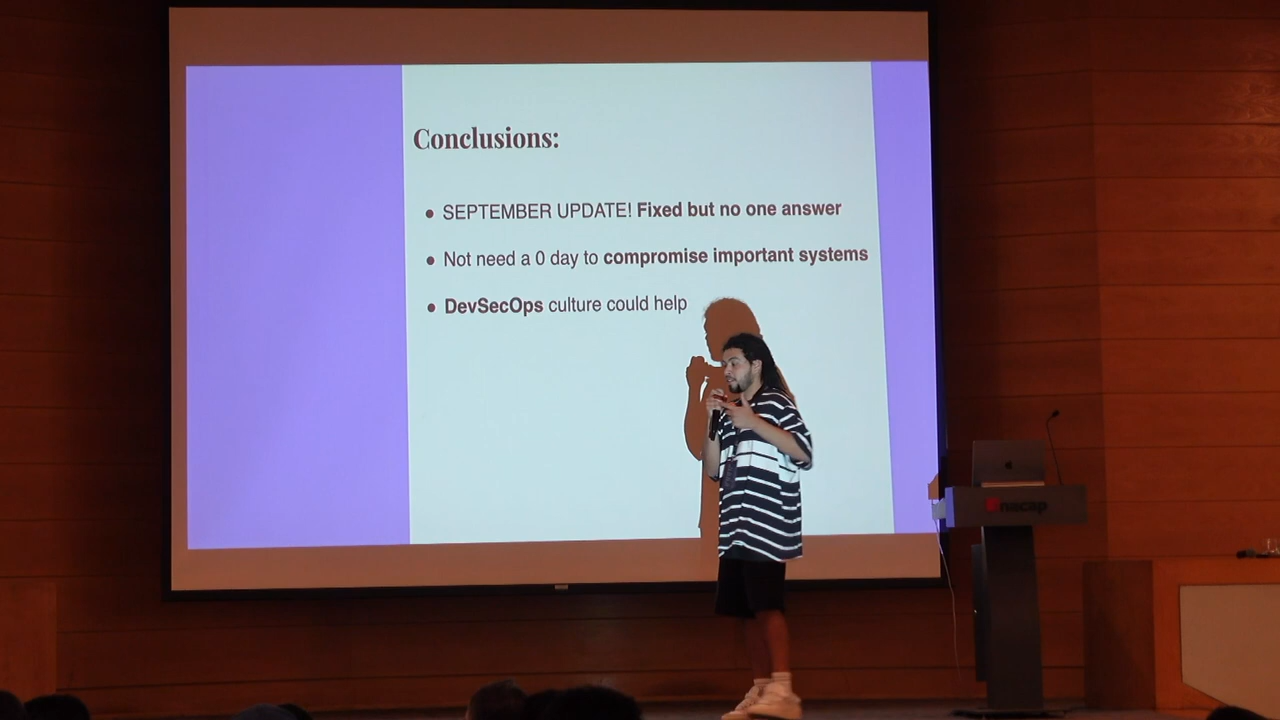 Conclusions:
• SEPTEMBER UPDATE! Fixed but no one answer
• Not need a 0 day to compromise important systems
• DevSecOps culture could help
inacap